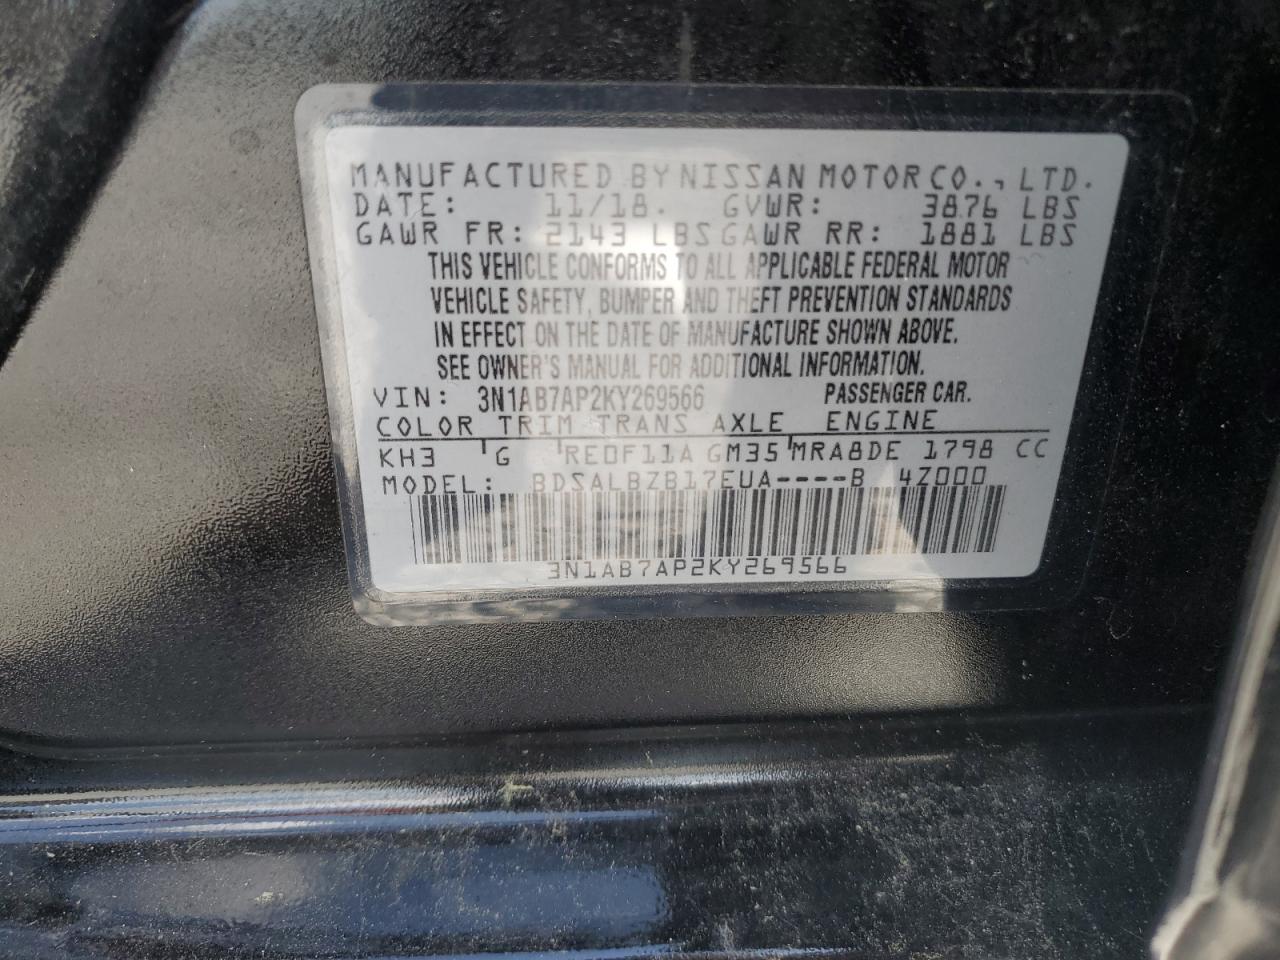 MANUFACTURED BY NISSAN MOTOR CO., LTD.
DATE: 11/18. GVWR: 3876 LBS
GAWR FR: 2143 LBS GAWR RR: 1881 LBS
THIS VEHICLE CONFORMS TO ALL APPLICABLE FEDERAL MOTOR
VEHICLE SAFETY, BUMPER AND THEFT PREVENTION STANDARDS
IN EFFECT ON THE DATE OF MANUFACTURE SHOWN ABOVE.
SEE OWNER'S MANUAL FOR ADDITIONAL INFORMATION.
VIN: 3N1AB7AP2KY269566 PASSENGER CAR.
COLOR TRIM TRANS AXLE ENGINE
KH3 G RE0F11A GM35 MRA8DE 1798 CC
MODEL: BDSALBZB17EUA----B 4Z000
3N1AB7AP2KY269566